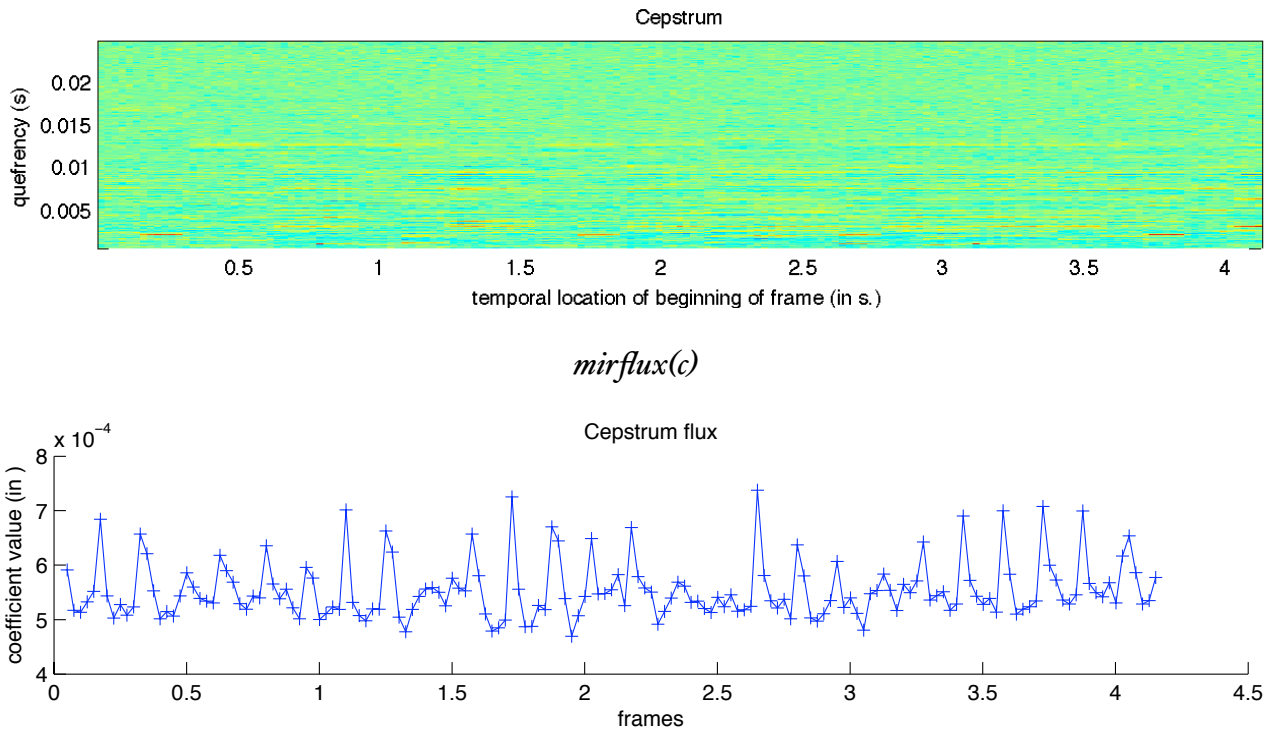 Cepstrum
quefrency (s)
0.02
0.015
0.01
0.005
0.5 1 1.5 2 2.5 3 3.5 4
temporal location of beginning of frame (in s.)
mirflux(c)
Cepstrum flux
x 10⁻⁴
coefficient value (in )
8
7
6
5
4
0 0.5 1 1.5 2 2.5 3 3.5 4 4.5
frames